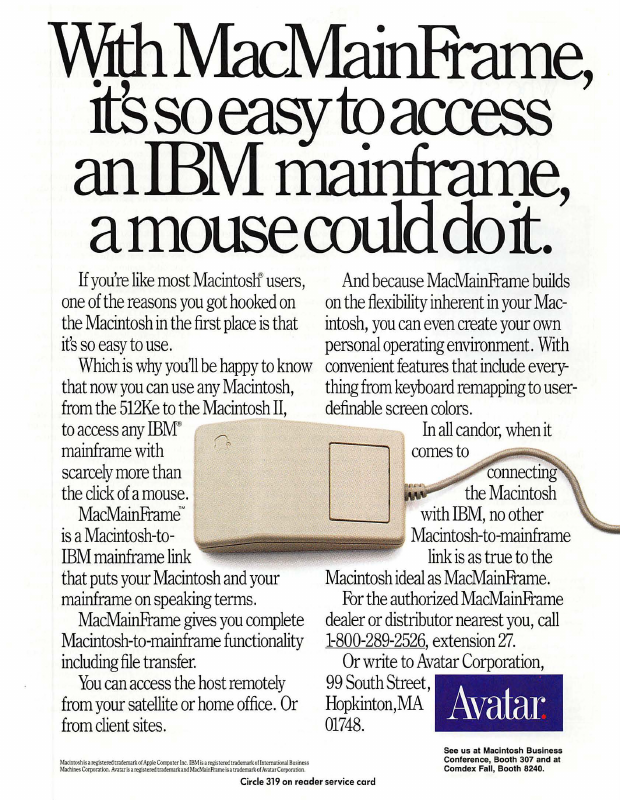 With MacMainFrame,
it's so easy to access
an IBM mainframe,
a mouse could do it.
If you're like most Macintosh® users,
one of the reasons you got hooked on
the Macintosh in the first place is that
it's so easy to use.
Which is why you'll be happy to know
that now you can use any Macintosh,
from the 512Ke to the Macintosh II,
to access any IBM®
mainframe with
scarcely more than
the click of a mouse.
MacMainFrame™
is a Macintosh-to-
IBM mainframe link
that puts your Macintosh and your
mainframe on speaking terms.
MacMainFrame gives you complete
Macintosh-to-mainframe functionality
including file transfer.
You can access the host remotely
from your satellite or home office. Or
from client sites.
And because MacMainFrame builds
on the flexibility inherent in your Mac-
intosh, you can even create your own
personal operating environment. With
convenient features that include every-
thing from keyboard remapping to user-
definable screen colors.
In all candor, when it
comes to
connecting
the Macintosh
with IBM, no other
Macintosh-to-mainframe
link is as true to the
Macintosh ideal as MacMainFrame.
For the authorized MacMainFrame
dealer or distributor nearest you, call
1-800-289-2526, extension 27.
Or write to Avatar Corporation,
99 South Street,
Hopkinton, MA
01748.
Avatar.
See us at Macintosh Business
Conference, Booth 307 and at
Comdex Fall, Booth 8240.
Macintosh is a registered trademark of Apple Computer Inc. IBM is a registered trademark of International Business
Machines Corporation. Avatar is a registered trademark and MacMainFrame is a trademark of Avatar Corporation.
Circle 319 on reader service card